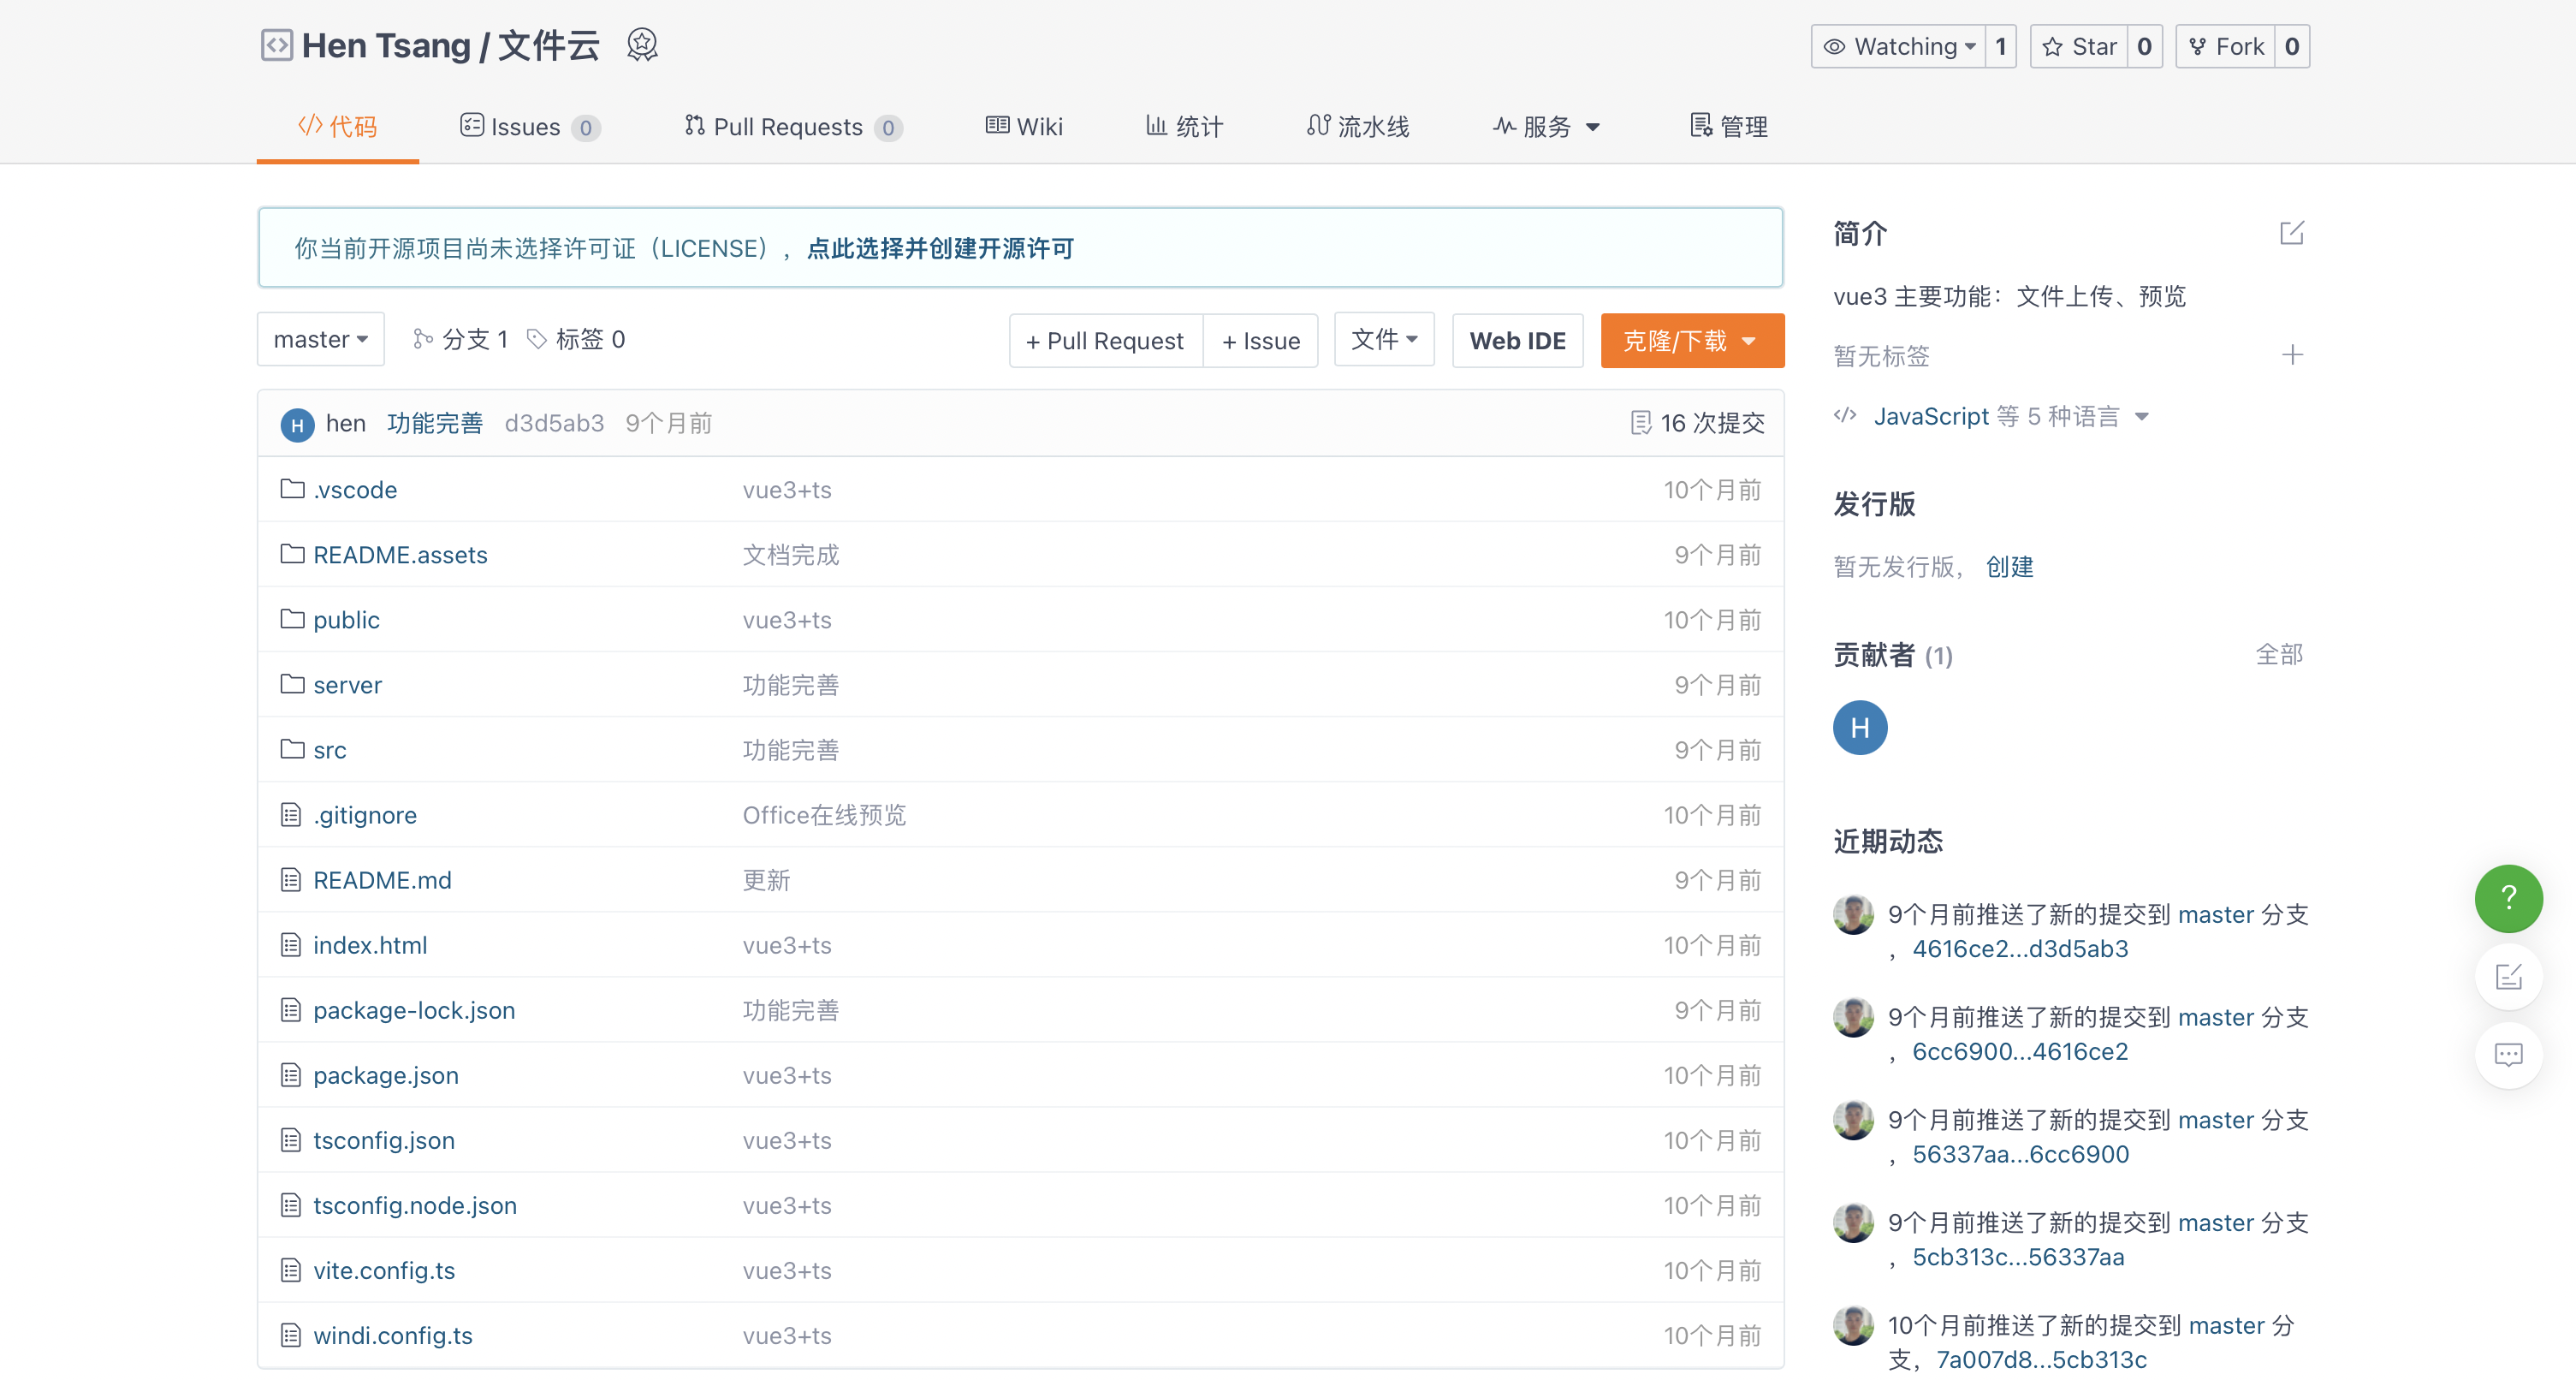 Hen Tsang / 文件云
Watching 1 Star 0 Fork 0
代码 Issues 0 Pull Requests 0 Wiki 统计 流水线 服务 管理
你当前开源项目尚未选择许可证（LICENSE），点此选择并创建开源许可
master 分支 1 标签 0 + Pull Request + Issue 文件 Web IDE 克隆/下载
H hen 功能完善 d3d5ab3 9个月前 16 次提交
.vscode vue3+ts 10个月前
README.assets 文档完成 9个月前
public vue3+ts 10个月前
server 功能完善 9个月前
src 功能完善 9个月前
.gitignore Office在线预览 10个月前
README.md 更新 9个月前
index.html vue3+ts 10个月前
package-lock.json 功能完善 9个月前
package.json vue3+ts 10个月前
tsconfig.json vue3+ts 10个月前
tsconfig.node.json vue3+ts 10个月前
vite.config.ts vue3+ts 10个月前
windi.config.ts vue3+ts 10个月前
简介
vue3 主要功能：文件上传、预览
暂无标签
JavaScript 等 5 种语言
发行版
暂无发行版，创建
贡献者 (1) 全部
H
近期动态
9个月前推送了新的提交到 master 分支
，4616ce2...d3d5ab3
9个月前推送了新的提交到 master 分支
，6cc6900...4616ce2
9个月前推送了新的提交到 master 分支
，56337aa...6cc6900
9个月前推送了新的提交到 master 分支
，5cb313c...56337aa
10个月前推送了新的提交到 master 分
支，7a007d8...5cb313c
?